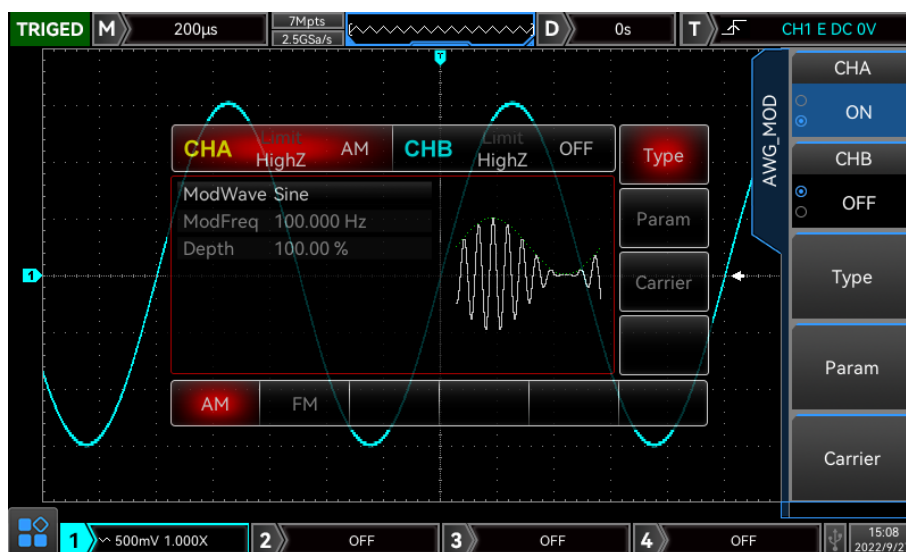 TRIGED M 200μs 7Mpts 2.5GSa/s D 0s T CH1 E DC 0V
T
AWG_MOD
CHA
ON
CHB
OFF
Type
Param
Carrier
CHA Limit HighZ AM CHB Limit HighZ OFF
Type
Param
Carrier
ModWave Sine
ModFreq 100.000 Hz
Depth 100.00 %
1
AM FM
1 500mV 1.000X 2 OFF 3 OFF 4 OFF
15:08